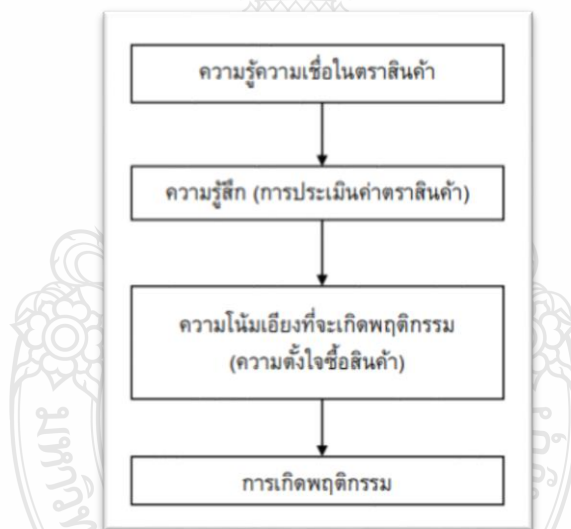 ความรู้ความเชื่อในตราสินค้า
ความรู้สึก (การประเมินค่าตราสินค้า)
ความโน้มเอียงที่จะเกิดพฤติกรรม
(ความตั้งใจซื้อสินค้า)
การเกิดพฤติกรรม